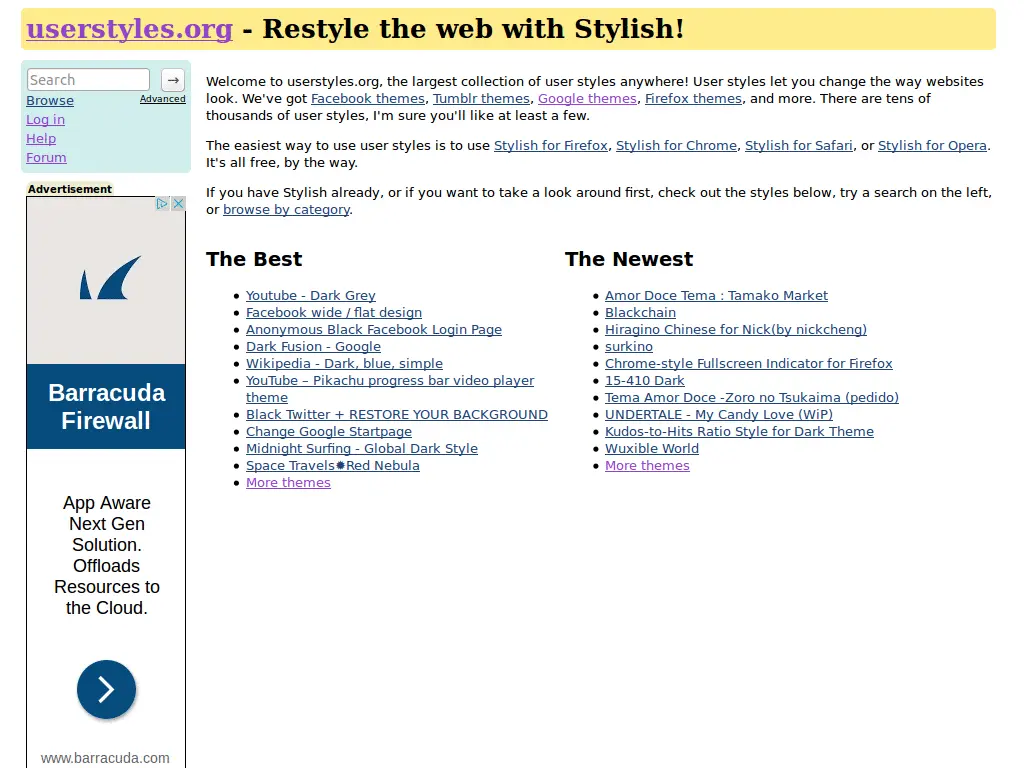 userstyles.org - Restyle the web with Stylish!
Search
→
Browse
Advanced
Log in
Help
Forum
Advertisement
Barracuda
Firewall
App Aware
Next Gen
Solution.
Offloads
Resources to
the Cloud.
www.barracuda.com
Welcome to userstyles.org, the largest collection of user styles anywhere! User styles let you change the way websites
look. We've got Facebook themes, Tumblr themes, Google themes, Firefox themes, and more. There are tens of
thousands of user styles, I'm sure you'll like at least a few.
The easiest way to use user styles is to use Stylish for Firefox, Stylish for Chrome, Stylish for Safari, or Stylish for Opera.
It's all free, by the way.
If you have Stylish already, or if you want to take a look around first, check out the styles below, try a search on the left,
or browse by category.
The Best
Youtube - Dark Grey
Facebook wide / flat design
Anonymous Black Facebook Login Page
Dark Fusion - Google
Wikipedia - Dark, blue, simple
YouTube – Pikachu progress bar video player
theme
Black Twitter + RESTORE YOUR BACKGROUND
Change Google Startpage
Midnight Surfing - Global Dark Style
Space Travels✹Red Nebula
More themes
The Newest
Amor Doce Tema : Tamako Market
Blackchain
Hiragino Chinese for Nick(by nickcheng)
surkino
Chrome-style Fullscreen Indicator for Firefox
15-410 Dark
Tema Amor Doce -Zoro no Tsukaima (pedido)
UNDERTALE - My Candy Love (WiP)
Kudos-to-Hits Ratio Style for Dark Theme
Wuxible World
More themes